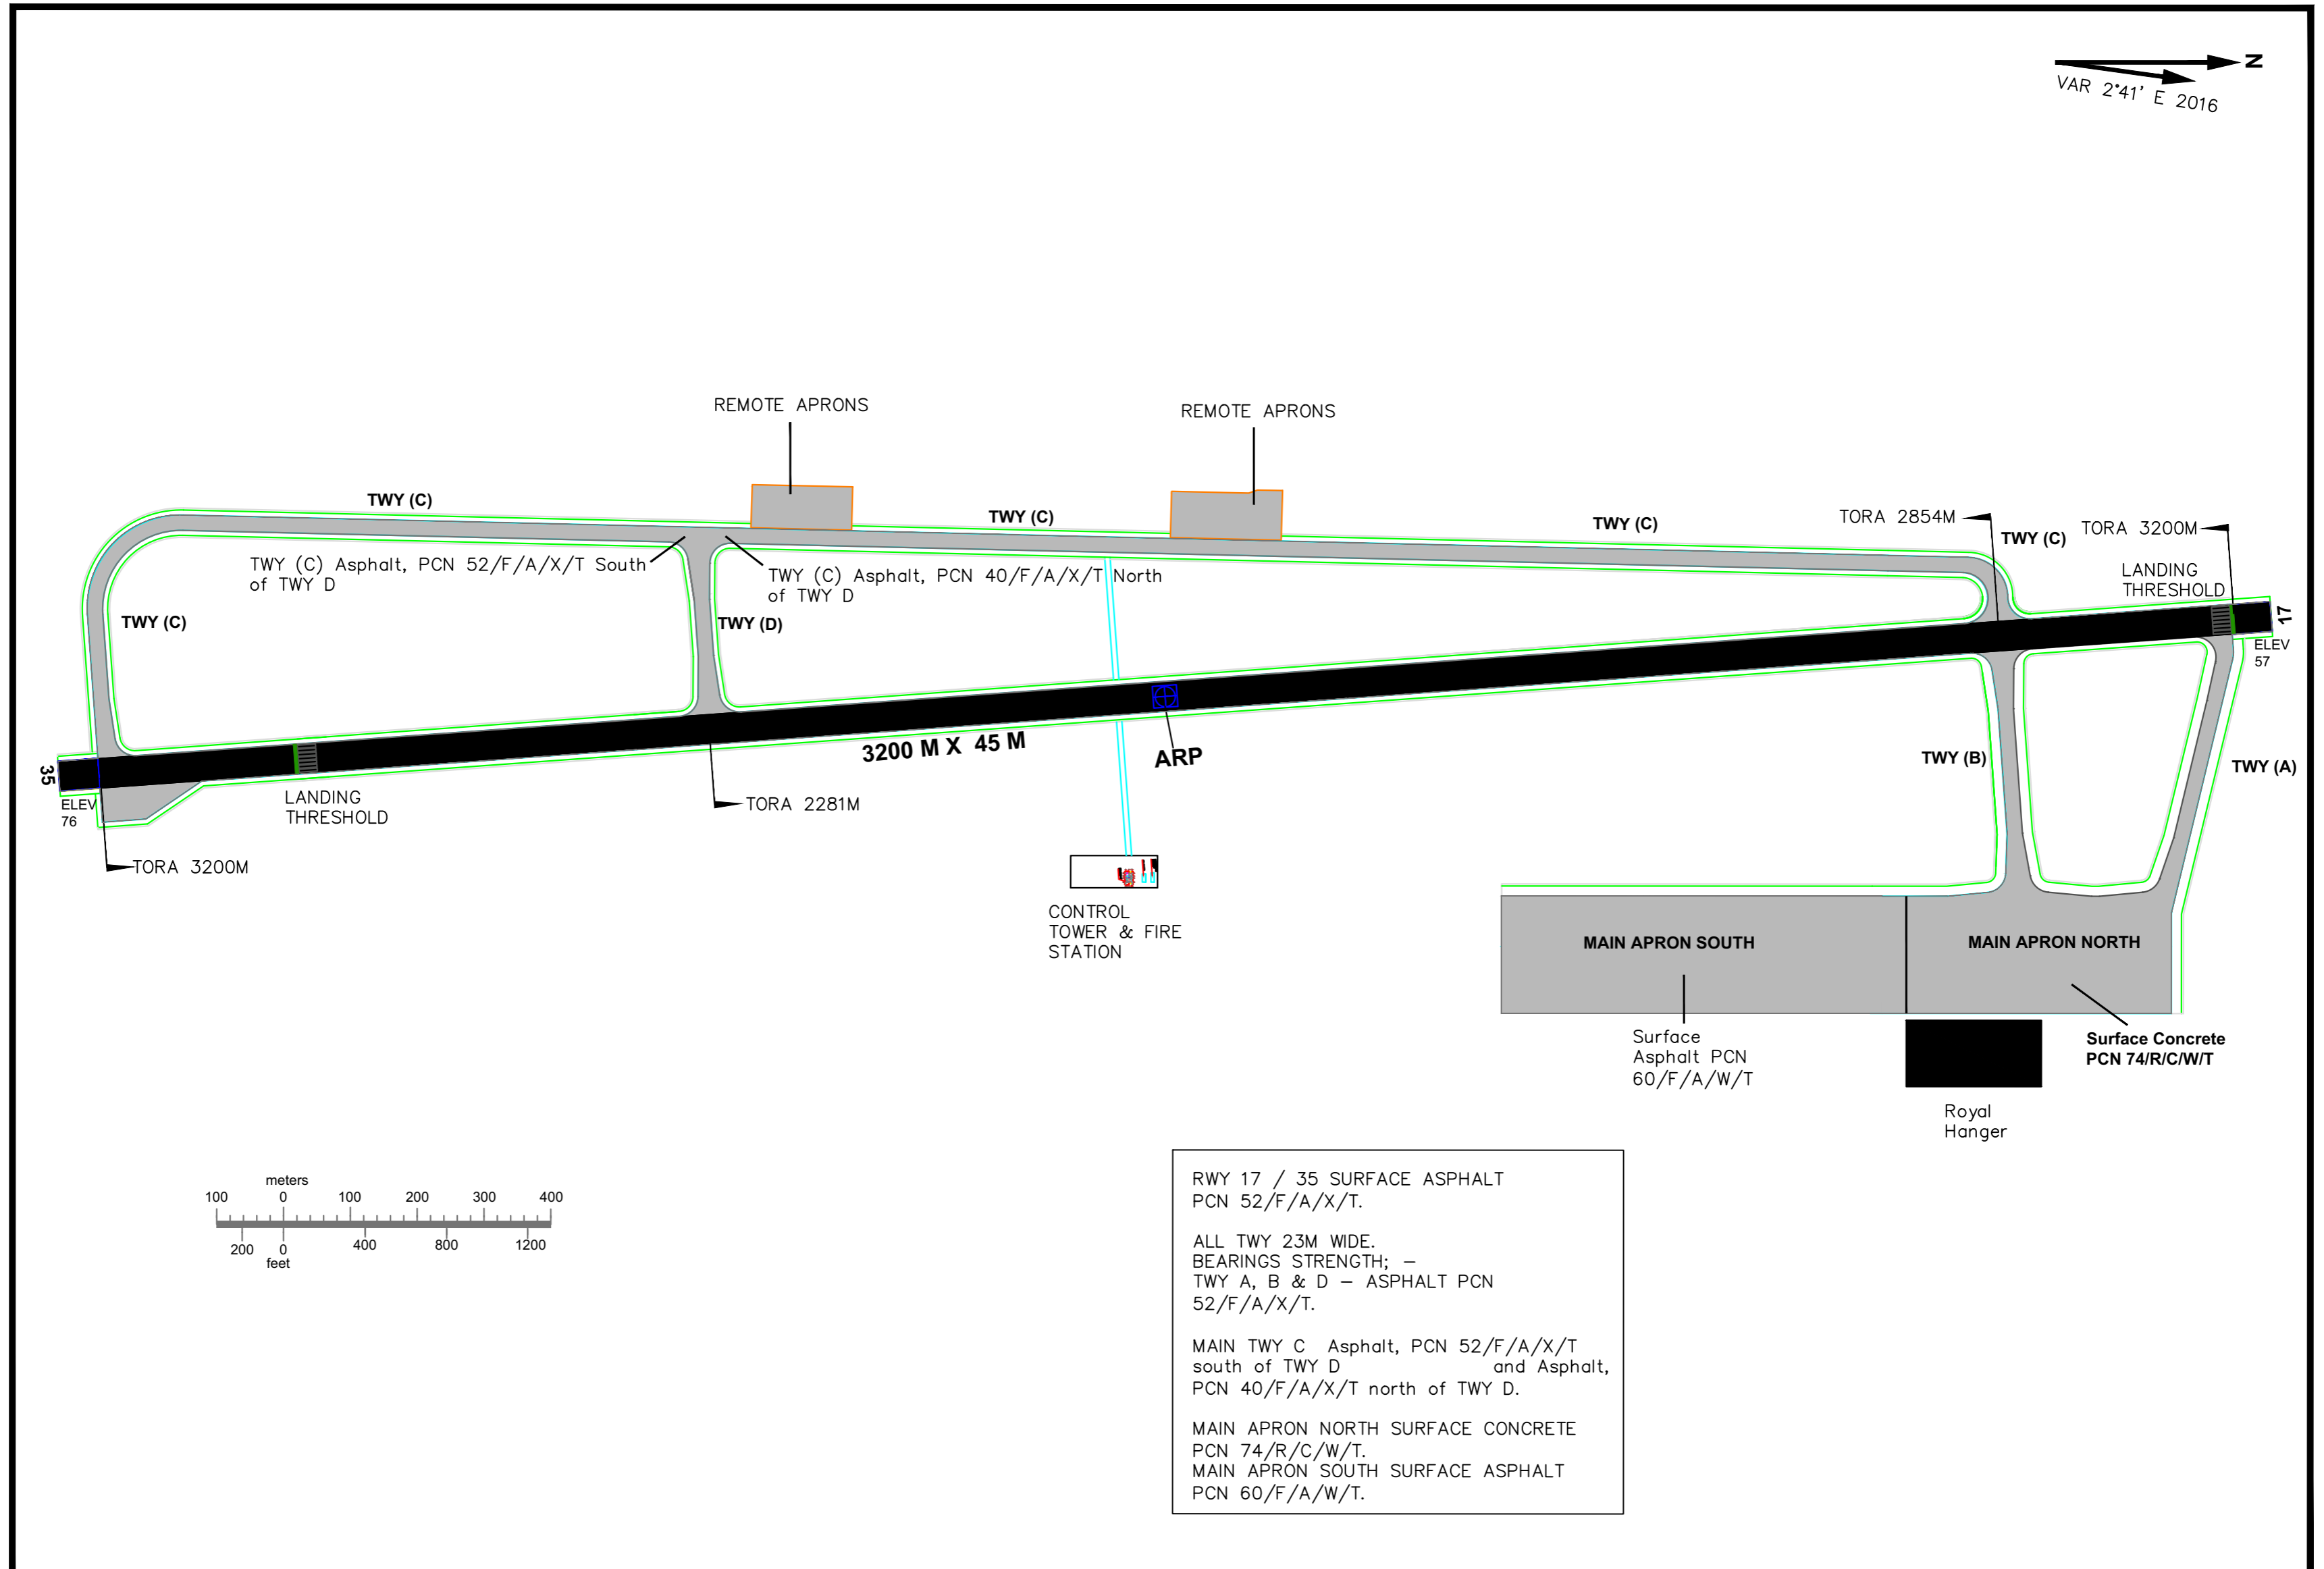 N
VAR 2°41' E 2016
REMOTE APRONS
REMOTE APRONS
TWY (C)
TWY (C)
TWY (C)
TORA 2854M
TWY (C)
TORA 3200M
TWY (C) Asphalt, PCN 52/F/A/X/T South
of TWY D
TWY (C) Asphalt, PCN 40/F/A/X/T North
of TWY D
LANDING
THRESHOLD
TWY (C)
TWY (D)
17
ELEV
57
35
ELEV
76
3200 M X 45 M
ARP
TWY (B)
TWY (A)
LANDING
THRESHOLD
TORA 2281M
TORA 3200M
CONTROL
TOWER & FIRE
STATION
MAIN APRON SOUTH
MAIN APRON NORTH
Surface
Asphalt PCN
60/F/A/W/T
Surface Concrete
PCN 74/R/C/W/T
Royal
Hanger
meters
100 0 100 200 300 400
200 0 400 800 1200
feet
RWY 17 / 35 SURFACE ASPHALT
PCN 52/F/A/X/T.
ALL TWY 23M WIDE.
BEARINGS STRENGTH; –
TWY A, B & D – ASPHALT PCN
52/F/A/X/T.
MAIN TWY C Asphalt, PCN 52/F/A/X/T
south of TWY D and Asphalt,
PCN 40/F/A/X/T north of TWY D.
MAIN APRON NORTH SURFACE CONCRETE
PCN 74/R/C/W/T.
MAIN APRON SOUTH SURFACE ASPHALT
PCN 60/F/A/W/T.